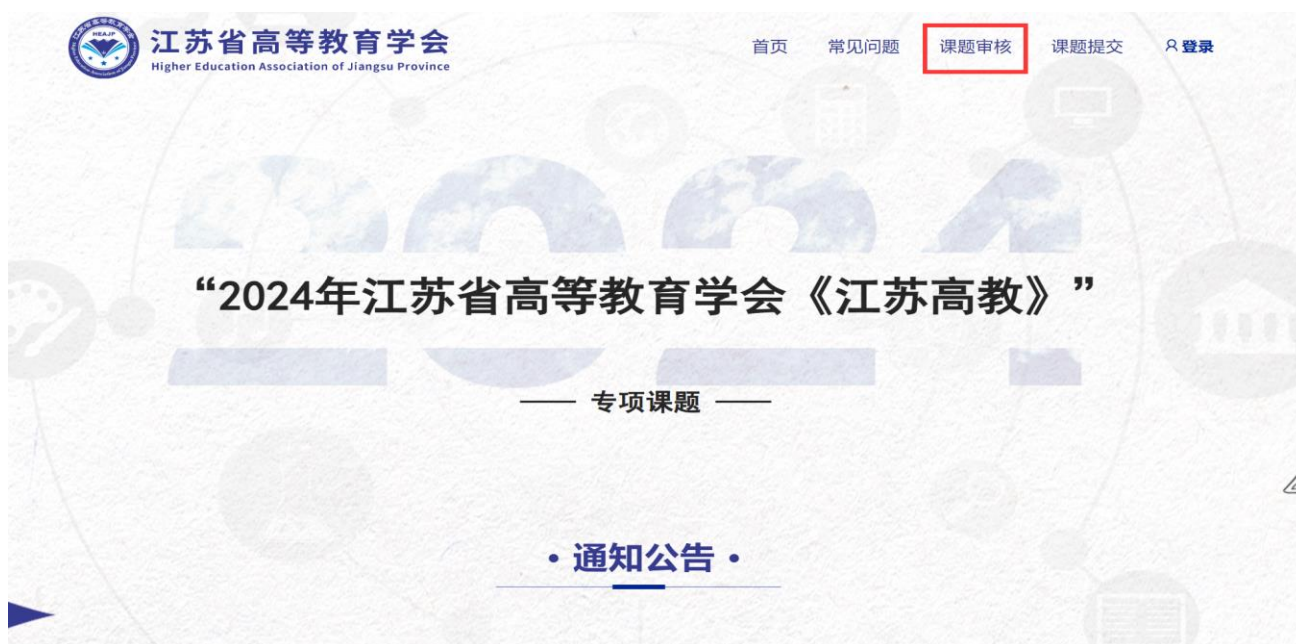 江苏省高等教育学会
Higher Education Association of Jiangsu Province
HEAJP
首页 常见问题 课题审核 课题提交 登录
2024
“2024年江苏省高等教育学会《江苏高教》”
—— 专项课题 ——
·通知公告·